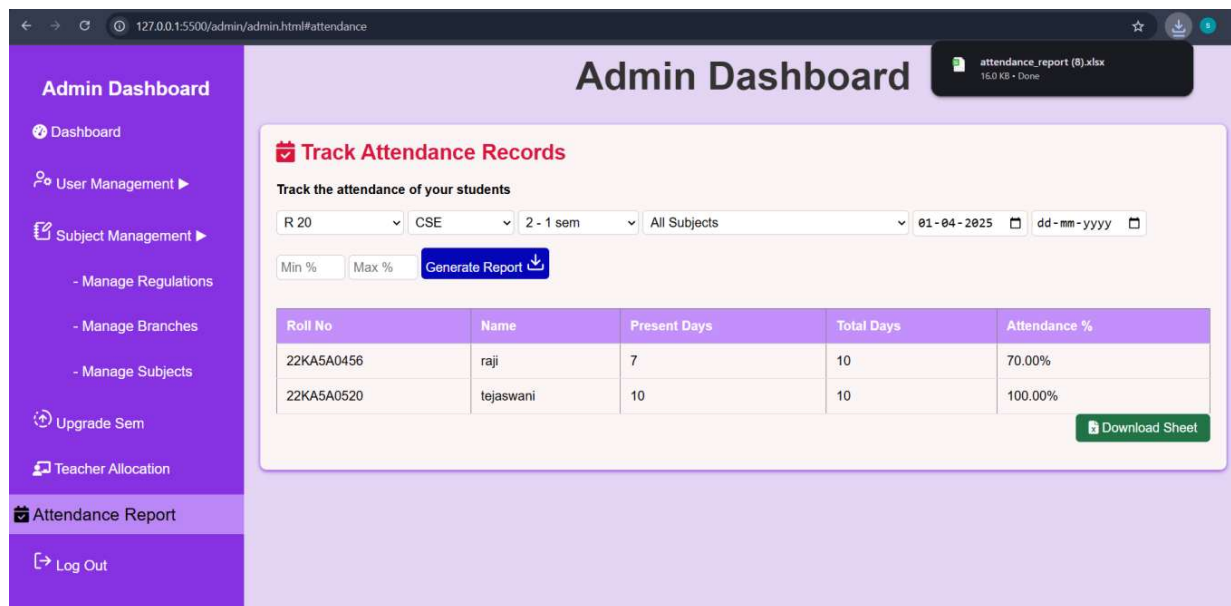 127.0.0.1:5500/admin/admin.html#attendance
S
attendance_report (8).xlsx
16.0 KB • Done
Admin Dashboard
Dashboard
User Management ▶
Subject Management ▶
- Manage Regulations
- Manage Branches
- Manage Subjects
Upgrade Sem
Teacher Allocation
Attendance Report
Log Out
Admin Dashboard
Track Attendance Records
Track the attendance of your students
R 20 CSE 2 - 1 sem All Subjects 01-04-2025 dd-mm-yyyy
Min % Max % Generate Report
Roll No Name Present Days Total Days Attendance %
22KA5A0456 raji 7 10 70.00%
22KA5A0520 tejaswani 10 10 100.00%
Download Sheet